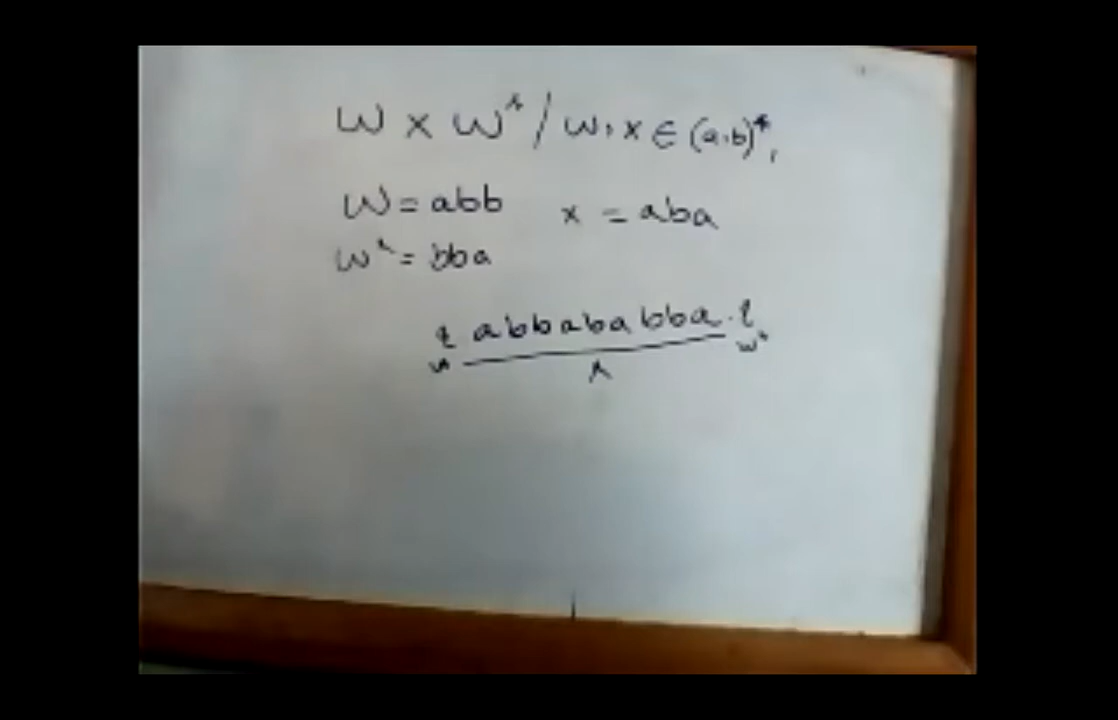 w x w^r / w, x ∈ (a,b)*,
w = abb x = aba
w^r = bba
ε abbababba . ε
w x w^r